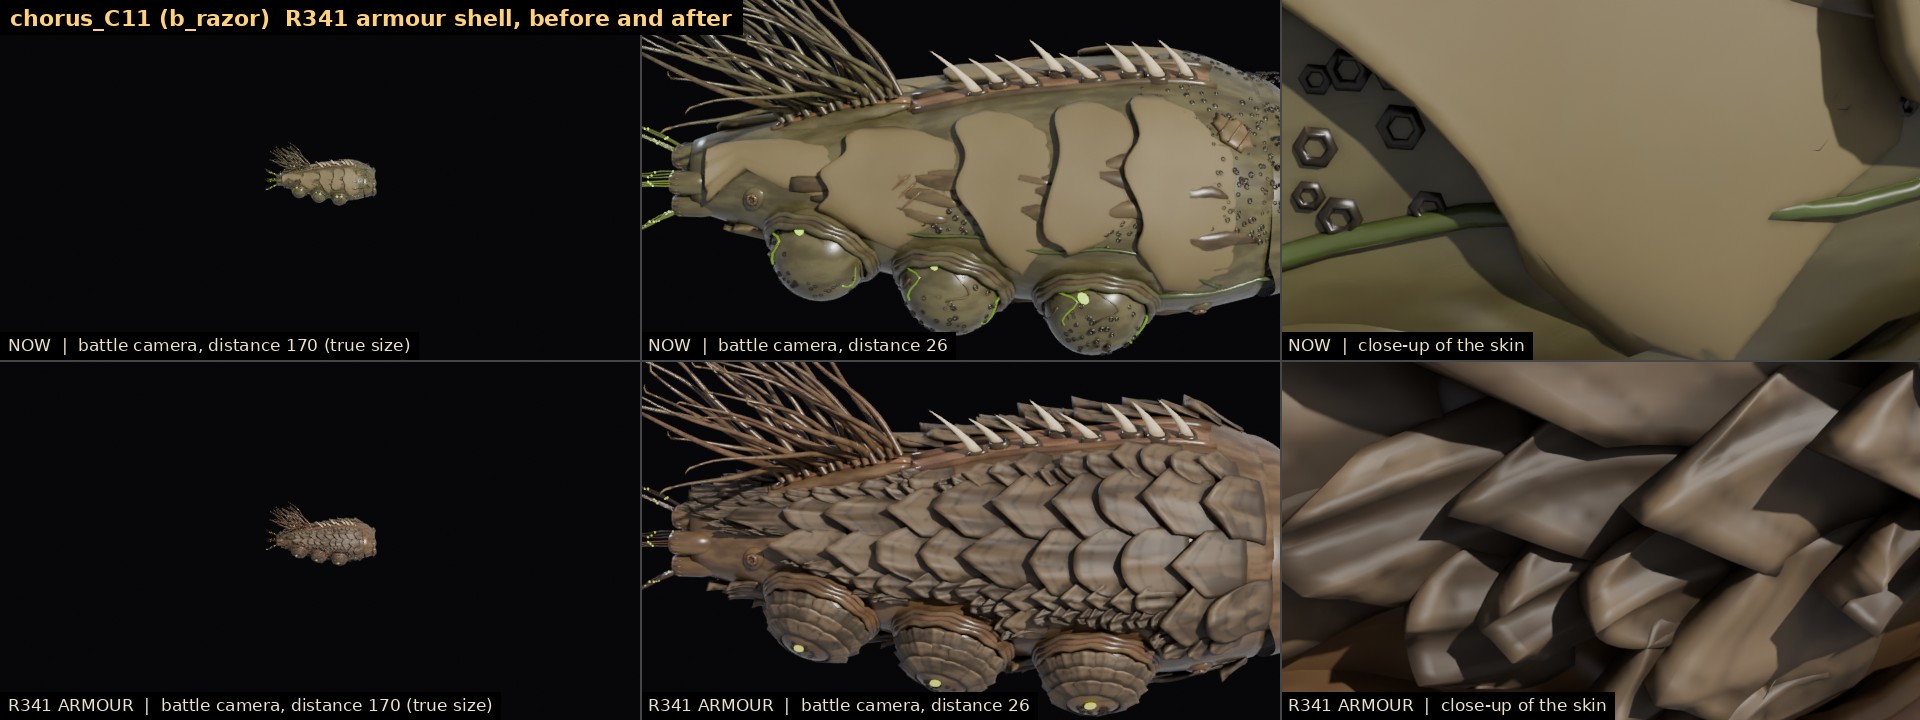 chorus_C11 (b_razor)  R341 armour shell, before and after
NOW  |  battle camera, distance 170 (true size)
NOW  |  battle camera, distance 26
NOW  |  close-up of the skin
R341 ARMOUR  |  battle camera, distance 170 (true size)
R341 ARMOUR  |  battle camera, distance 26
R341 ARMOUR  |  close-up of the skin